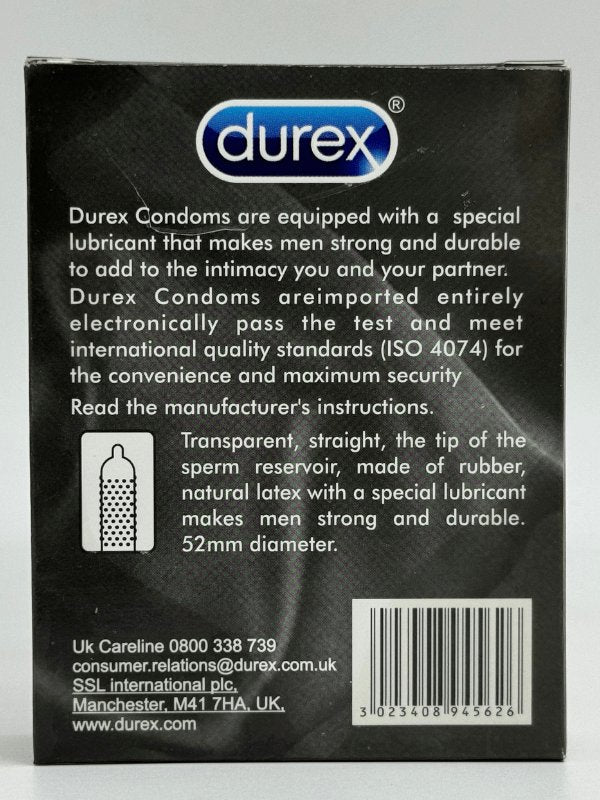 durex®
Durex Condoms are equipped with a special
lubricant that makes men strong and durable
to add to the intimacy you and your partner.
Durex Condoms areimported entirely
electronically pass the test and meet
international quality standards (ISO 4074) for
the convenience and maximum security
Read the manufacturer's instructions.
Transparent, straight, the tip of the
sperm reservoir, made of rubber,
natural latex with a special lubricant
makes men strong and durable.
52mm diameter.
Uk Careline 0800 338 739
consumer.relations@durex.com.uk
SSL international plc,
Manchester, M41 7HA, UK,
www.durex.com
3 023408 945626